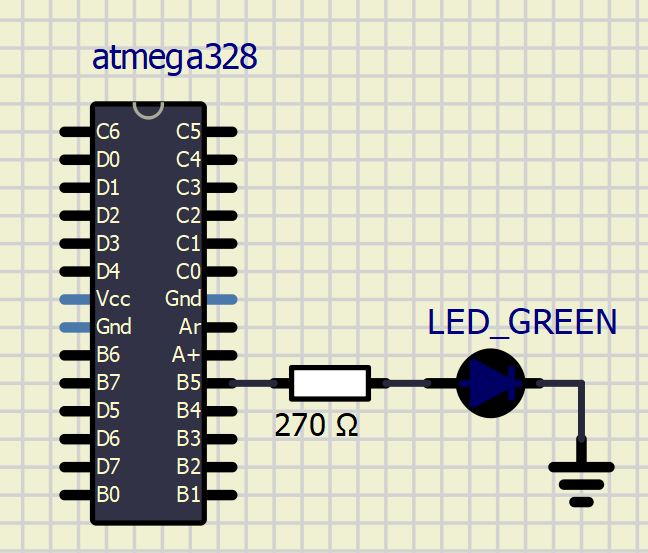 atmega328
C6 C5
D0 C4
D1 C3
D2 C2
D3 C1
D4 C0
Vcc Gnd
Gnd Ar
B6 A+
B7 B5
D5 B4
D6 B3
D7 B2
B0 B1
270 Ω
LED_GREEN